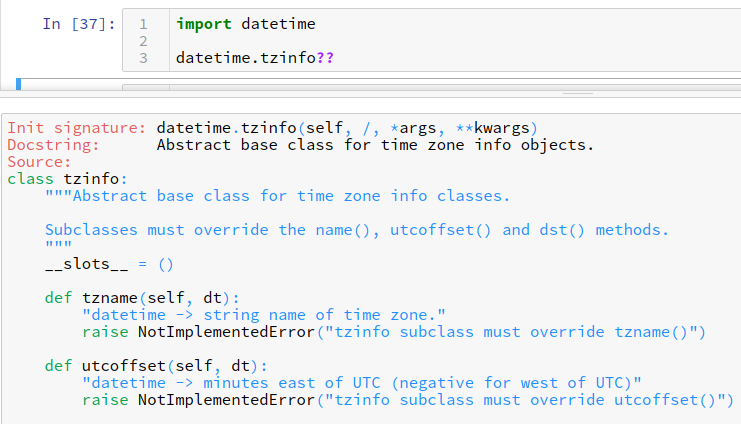 In [37]:
1 import datetime
2
3 datetime.tzinfo??
Init signature: datetime.tzinfo(self, /, *args, **kwargs)
Docstring:      Abstract base class for time zone info objects.
Source:
class tzinfo:
    """Abstract base class for time zone info classes.

    Subclasses must override the name(), utcoffset() and dst() methods.
    """
    __slots__ = ()

    def tzname(self, dt):
        "datetime -> string name of time zone."
        raise NotImplementedError("tzinfo subclass must override tzname()")

    def utcoffset(self, dt):
        "datetime -> minutes east of UTC (negative for west of UTC)"
        raise NotImplementedError("tzinfo subclass must override utcoffset()")